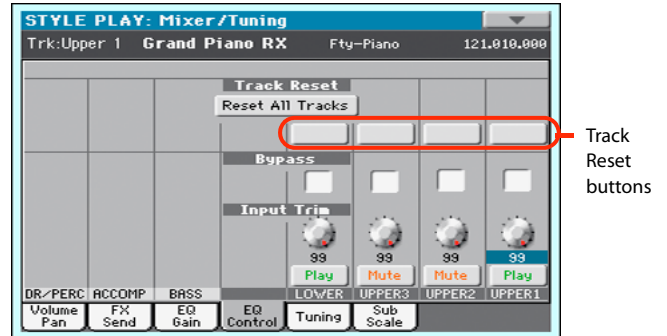 STYLE PLAY: Mixer/Tuning
Trk:Upper 1 Grand Piano RX Fty-Piano 121.010.000
Track Reset
Reset All Tracks
Track
Reset
buttons
Bypass
Input Trim
99 99 99 99
Play Mute Mute Play
DR/PERC ACCOMP BASS LOWER UPPER3 UPPER2 UPPER1
Volume Pan FX Send EQ Gain EQ Control Tuning Sub Scale